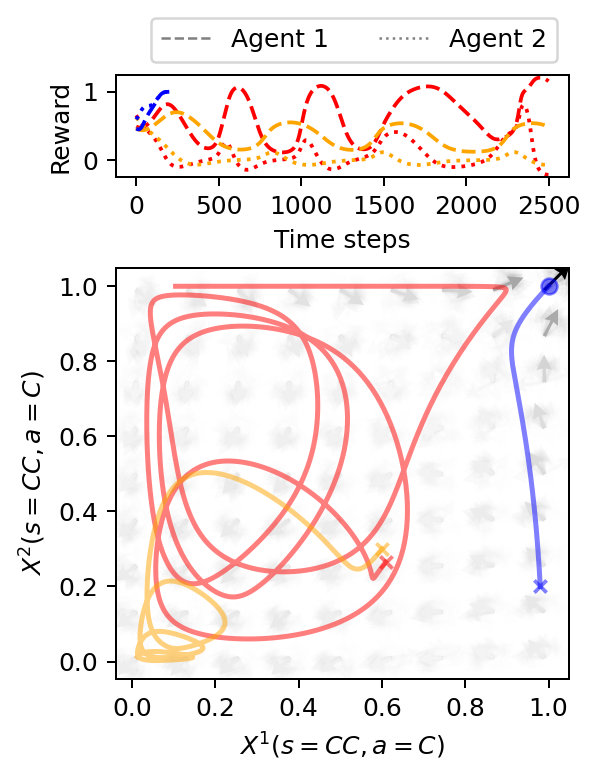 Agent 1 Agent 2
Reward
1
0
0 500 1000 1500 2000 2500
Time steps
X²(s = CC, a = C)
1.0
0.8
0.6
0.4
0.2
0.0
0.0 0.2 0.4 0.6 0.8 1.0
X¹(s = CC, a = C)